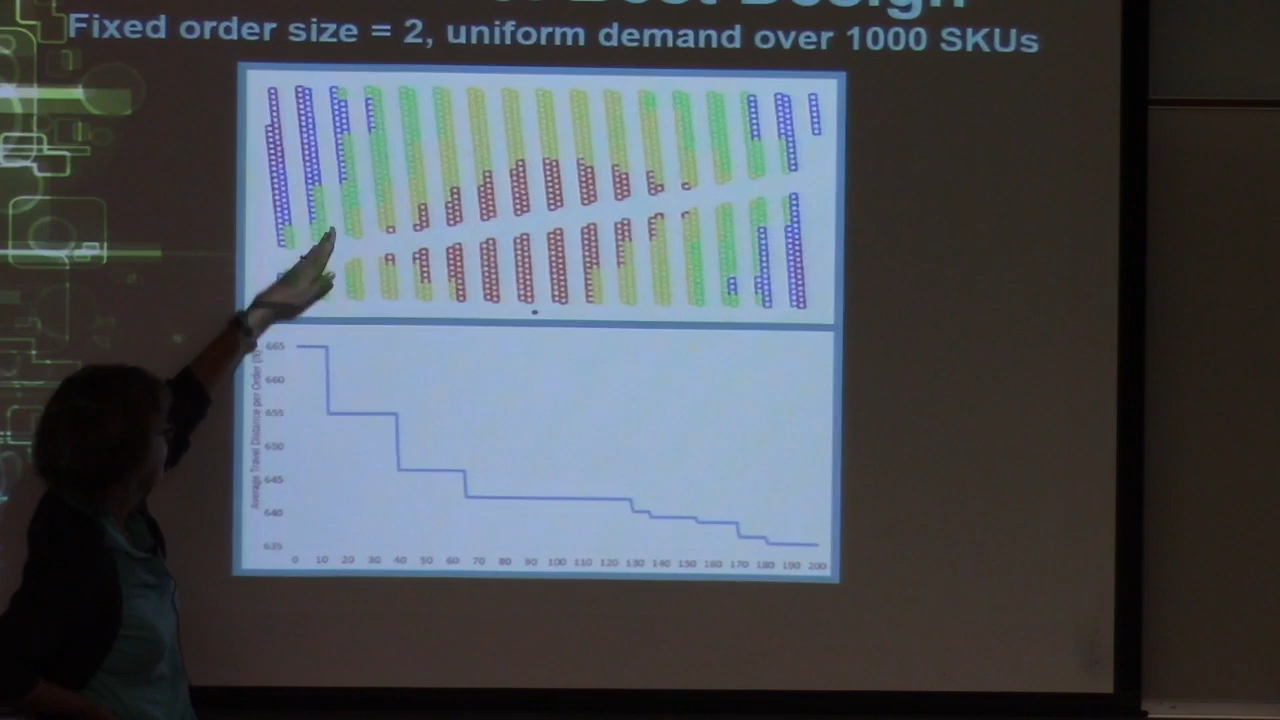 Best Design
Fixed order size = 2, uniform demand over 1000 SKUs
Average Travel Distance per Order (ft)
665
660
655
650
645
640
635
0 10 20 30 40 50 60 70 80 90 100 110 120 130 140 150 160 170 180 190 200